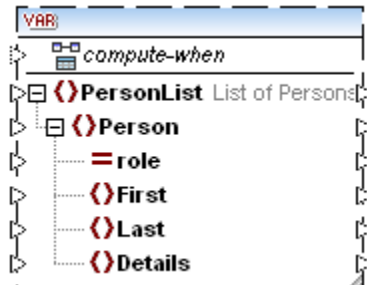 VAR
compute-when
PersonList List of Persons
Person
role
First
Last
Details